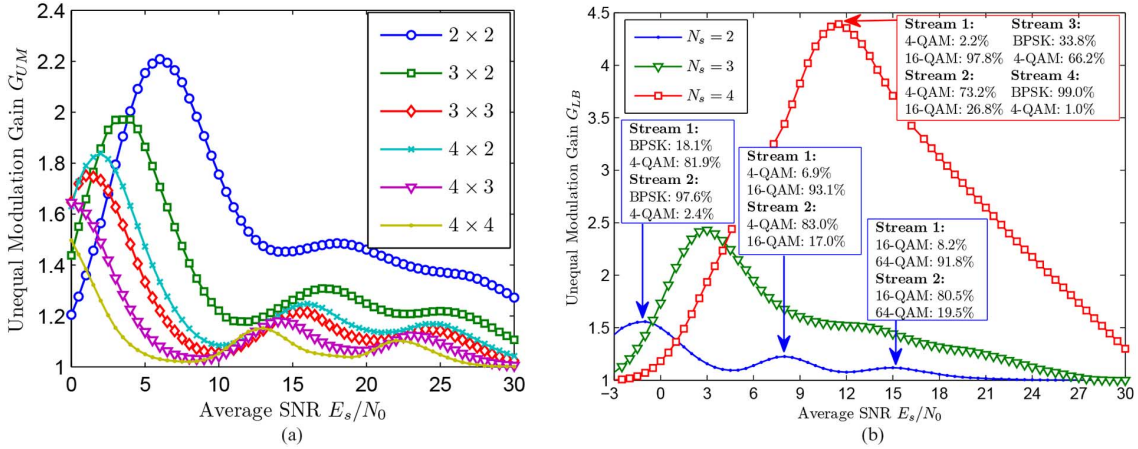 2.4
2.2
2
1.8
1.6
1.4
1.2
1
0
5
10
15
20
25
30
Unequal Modulation Gain G_UM
Average SNR E_s/N_0
2 × 2
3 × 2
3 × 3
4 × 2
4 × 3
4 × 4
(a)
4.5
4
3.5
3
2.5
2
1.5
1
−3
0
3
6
9
12
15
18
21
24
27
30
Unequal Modulation Gain G_LB
Average SNR E_s/N_0
N_s = 2
N_s = 3
N_s = 4
Stream 1:
4-QAM: 2.2%
16-QAM: 97.8%
Stream 2:
4-QAM: 73.2%
16-QAM: 26.8%
Stream 3:
BPSK: 33.8%
4-QAM: 66.2%
Stream 4:
BPSK: 99.0%
4-QAM: 1.0%
Stream 1:
BPSK: 18.1%
4-QAM: 81.9%
Stream 2:
BPSK: 97.6%
4-QAM: 2.4%
Stream 1:
4-QAM: 6.9%
16-QAM: 93.1%
Stream 2:
4-QAM: 83.0%
16-QAM: 17.0%
Stream 1:
16-QAM: 8.2%
64-QAM: 91.8%
Stream 2:
16-QAM: 80.5%
64-QAM: 19.5%
(b)